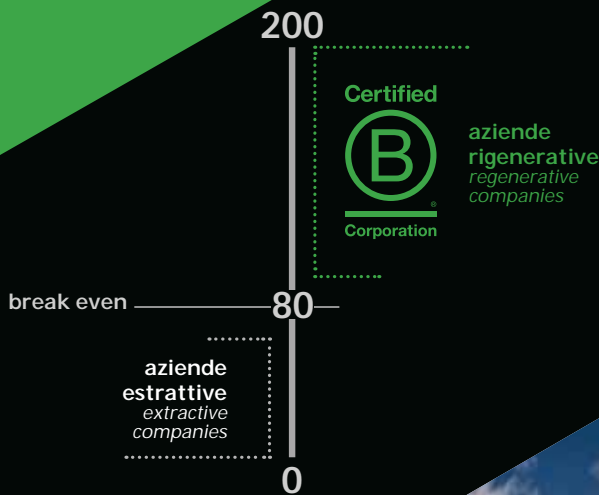 200
Certified
B
®
Corporation
aziende
rigenerative
regenerative
companies
break even
80
aziende
estrattive
extractive
companies
0